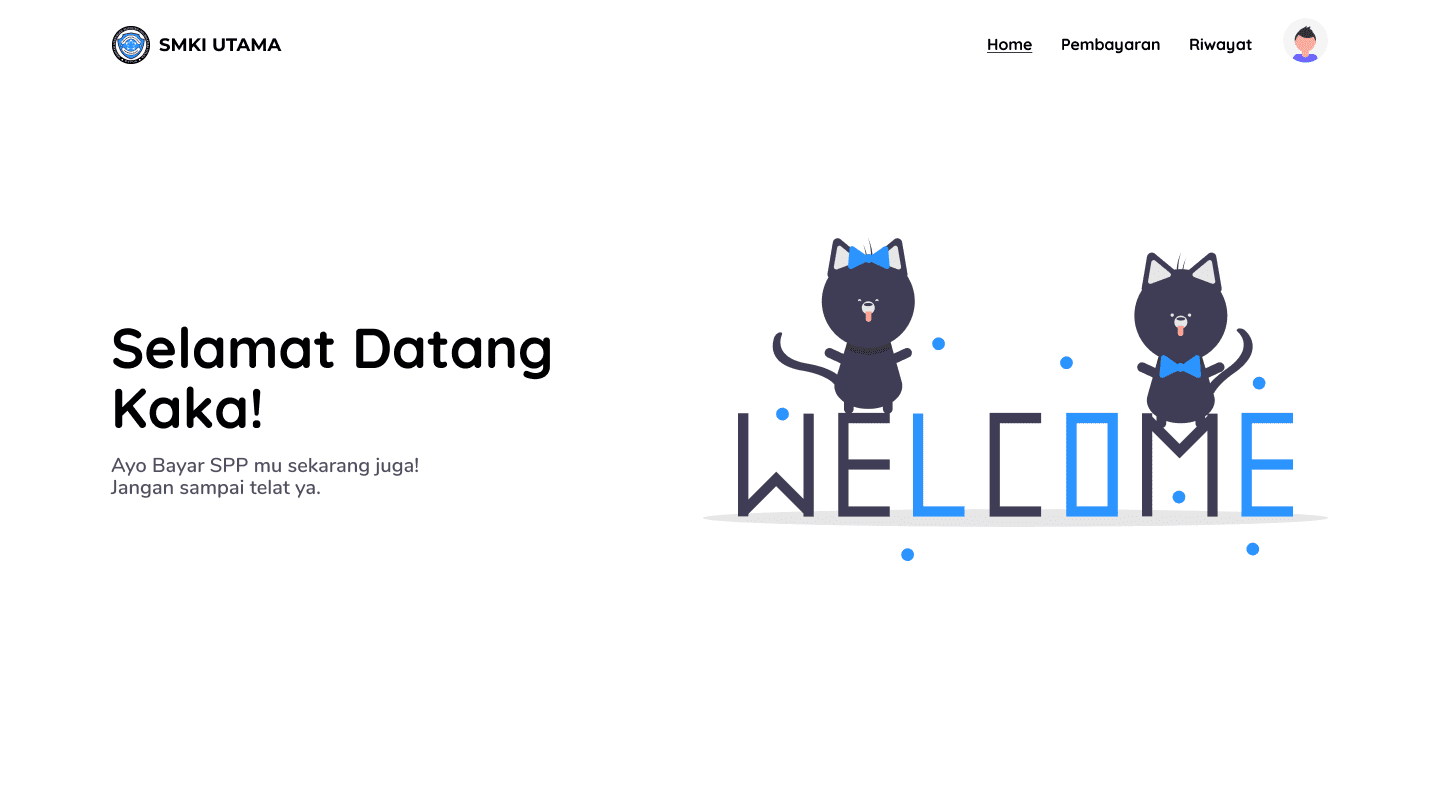 SMKI UTAMA
Home Pembayaran Riwayat
Selamat Datang
Kaka!
Ayo Bayar SPP mu sekarang juga!
Jangan sampai telat ya.
WELCOME